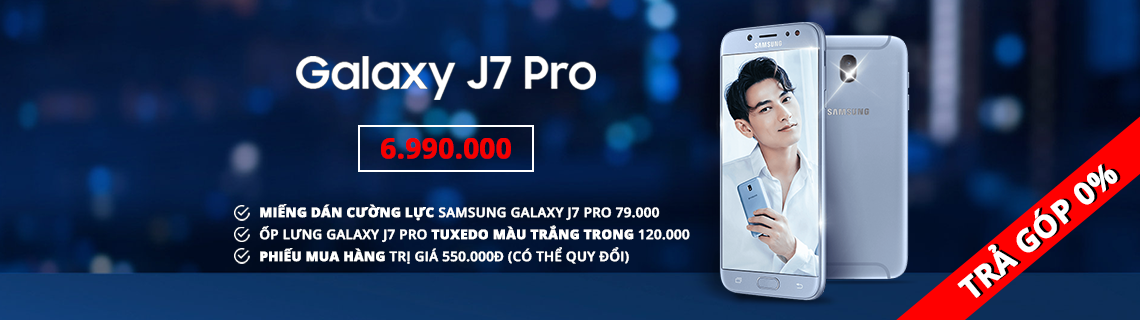 Galaxy J7 Pro
6.990.000
MIẾNG DÁN CƯỜNG LỰC SAMSUNG GALAXY J7 PRO 79.000
ỐP LƯNG GALAXY J7 PRO TUXEDO MÀU TRẮNG TRONG 120.000
PHIẾU MUA HÀNG TRỊ GIÁ 550.000Đ (CÓ THỂ QUY ĐỔI)
SAMSUNG
SAMSUNG
TRẢ GÓP 0%